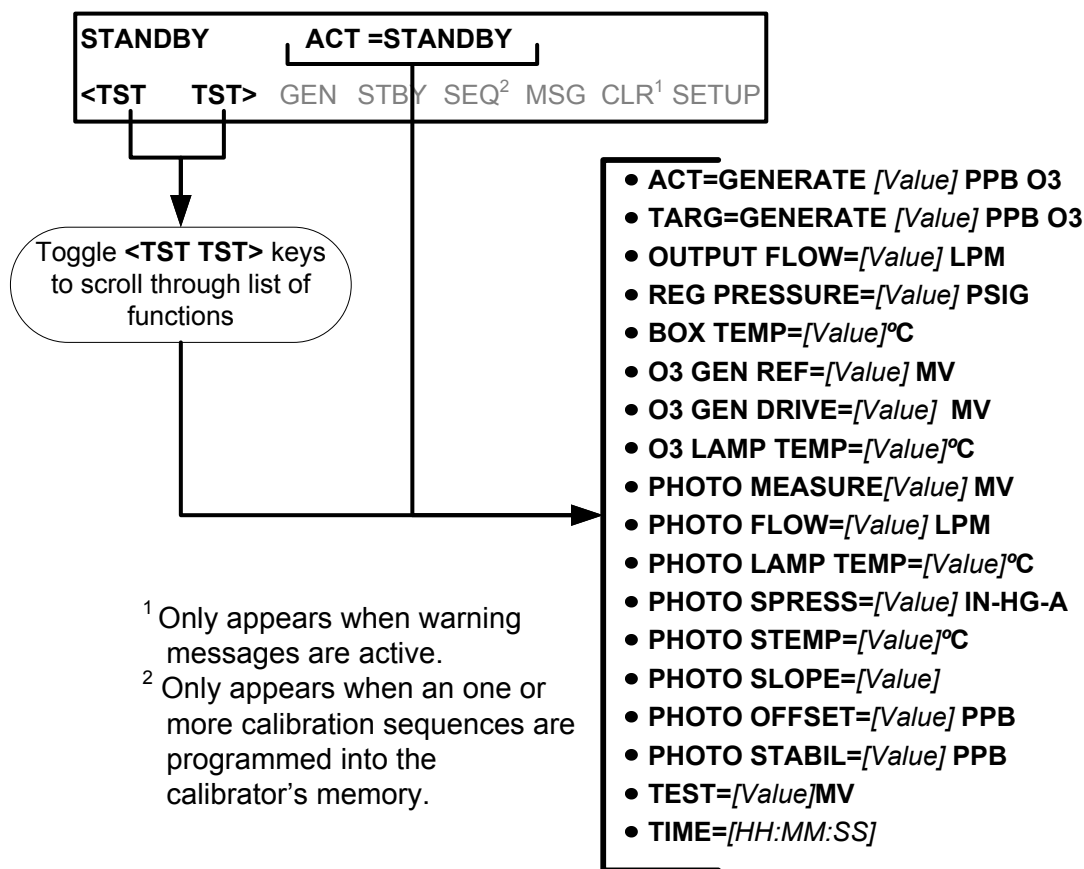 STANDBY ACT =STANDBY
<TST TST> GEN STBY SEQ² MSG CLR¹ SETUP
Toggle <TST TST> keys
to scroll through list of
functions
• ACT=GENERATE [Value] PPB O3
• TARG=GENERATE [Value] PPB O3
• OUTPUT FLOW=[Value] LPM
• REG PRESSURE=[Value] PSIG
• BOX TEMP=[Value]ºC
• O3 GEN REF=[Value] MV
• O3 GEN DRIVE=[Value] MV
• O3 LAMP TEMP=[Value]ºC
• PHOTO MEASURE[Value] MV
• PHOTO FLOW=[Value] LPM
• PHOTO LAMP TEMP=[Value]ºC
• PHOTO SPRESS=[Value] IN-HG-A
• PHOTO STEMP=[Value]ºC
• PHOTO SLOPE=[Value]
• PHOTO OFFSET=[Value] PPB
• PHOTO STABIL=[Value] PPB
• TEST=[Value]MV
• TIME=[HH:MM:SS]
¹ Only appears when warning
messages are active.
² Only appears when an one or
more calibration sequences are
programmed into the
calibrator’s memory.